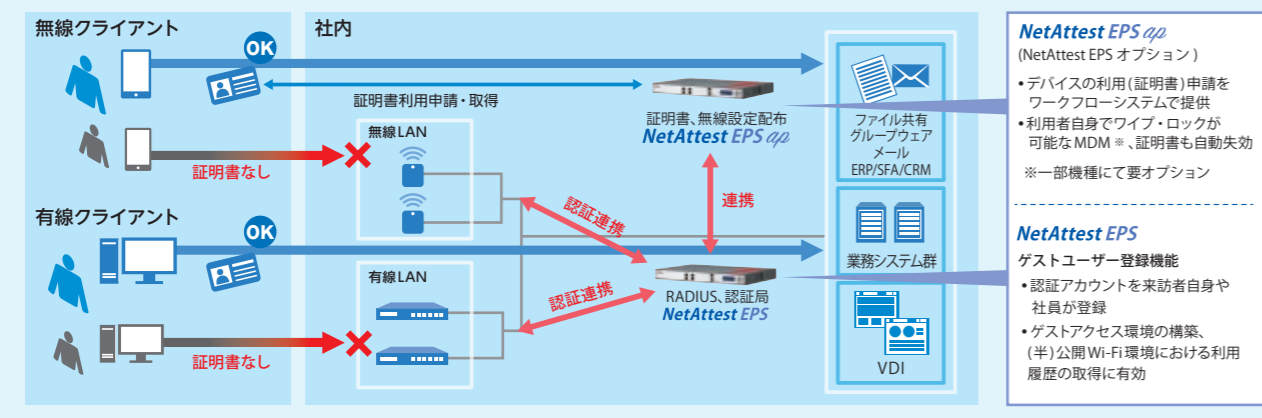 無線クライアント
OK
証明書なし
有線クライアント
OK
証明書なし
社内
証明書利用申請・取得
無線LAN
有線LAN
認証連携
認証連携
証明書、無線設定配布
NetAttest EPS ap
連携
RADIUS、認証局
NetAttest EPS
ファイル共有
グループウェア
メール
ERP/SFA/CRM
業務システム群
VDI
NetAttest EPS ap
(NetAttest EPS オプション)
•デバイスの利用(証明書)申請を
ワークフローシステムで提供
•利用者自身でワイプ・ロックが
可能なMDM※、証明書も自動失効
※一部機種にて要オプション
NetAttest EPS
ゲストユーザー登録機能
•認証アカウントを来訪者自身や
社員が登録
•ゲストアクセス環境の構築、
(半)公開Wi-Fi環境における利用
履歴の取得に有効